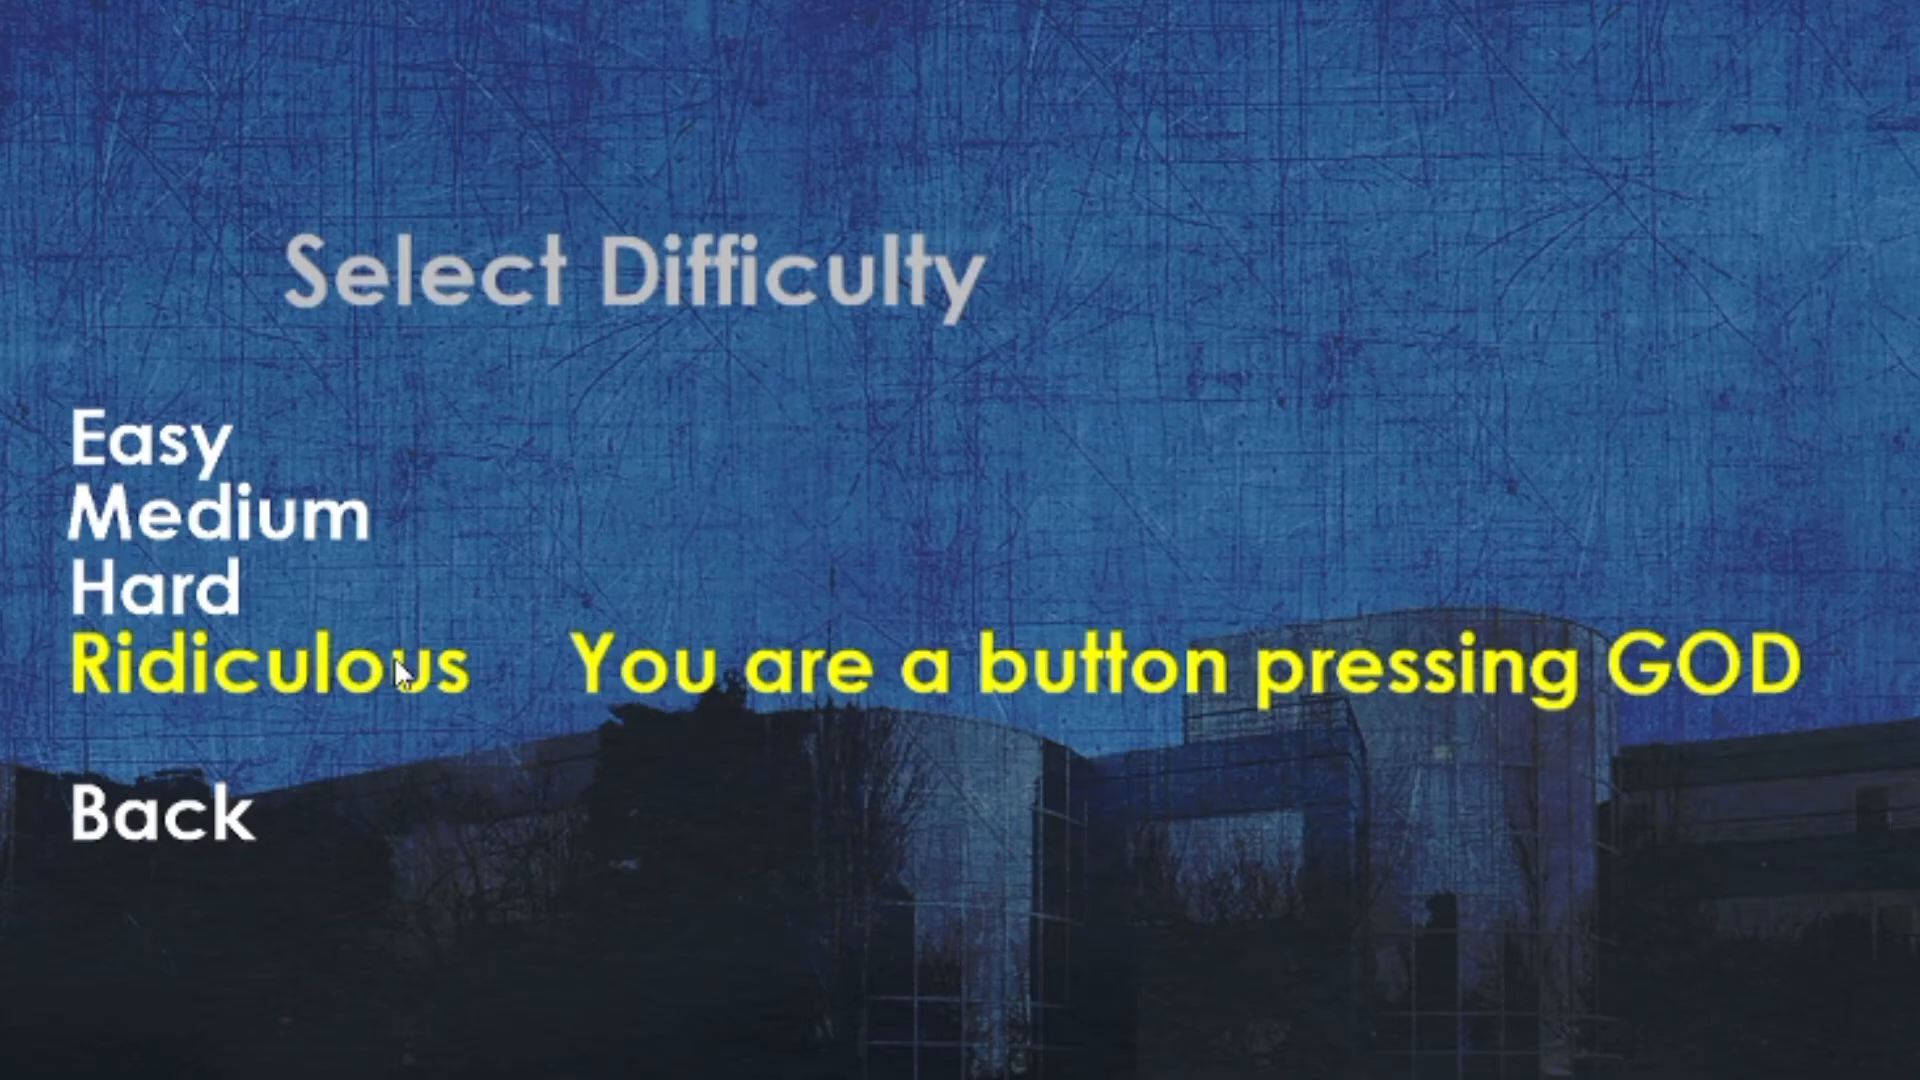 Select Difficulty
Easy
Medium
Hard
Ridiculous You are a button pressing GOD
Back